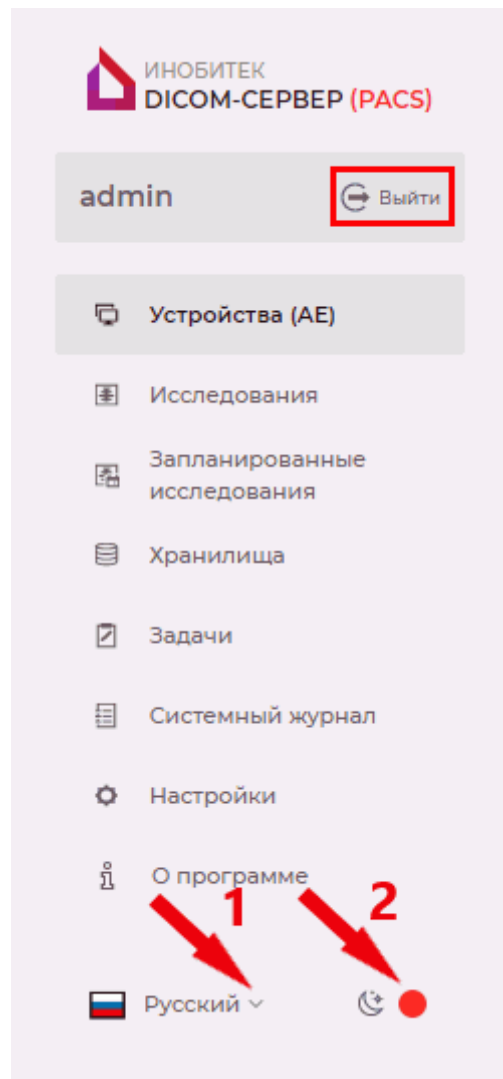 ИНОБИТЕК
DICOM-СЕРВЕР (PACS)
admin
Выйти
Устройства (AE)
Исследования
Запланированные
исследования
Хранилища
Задачи
Системный журнал
Настройки
О программе
1
2
Русский